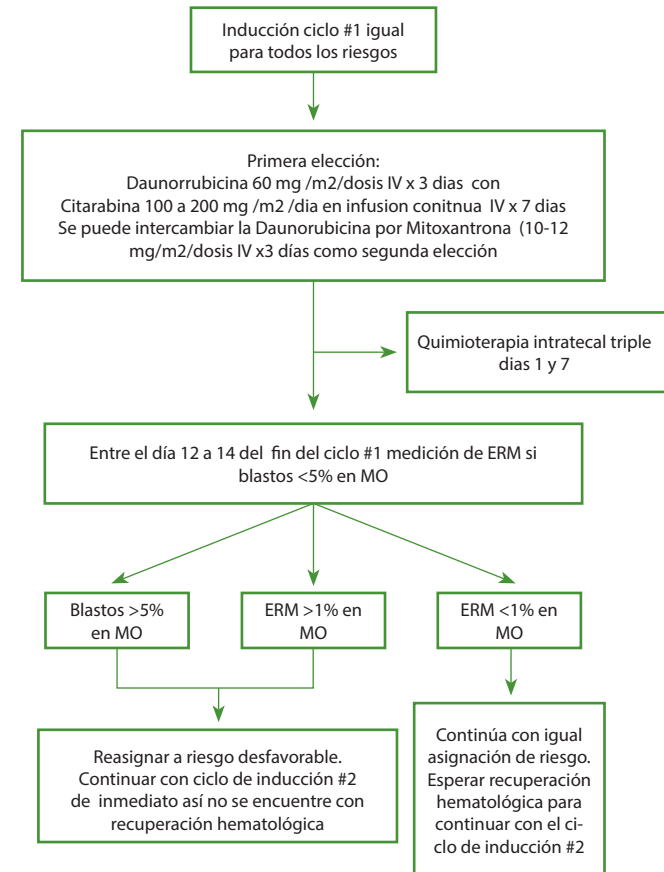 Inducción ciclo #1 igual
para todos los riesgos
Primera elección:
Daunorrubicina 60 mg /m2/dosis IV x 3 dias con
Citarabina 100 a 200 mg /m2 /dia en infusion conitnua IV x 7 dias
Se puede intercambiar la Daunorubicina por Mitoxantrona (10-12
mg/m2/dosis IV x3 días como segunda elección
Quimioterapia intratecal triple
dias 1 y 7
Entre el día 12 a 14 del fin del ciclo #1 medición de ERM si
blastos <5% en MO
Blastos >5%
en MO
ERM >1% en
MO
ERM <1% en
MO
Reasignar a riesgo desfavorable.
Continuar con ciclo de inducción #2
de inmediato así no se encuentre con
recuperación hematológica
Continúa con igual
asignación de riesgo.
Esperar recuperación
hematológica para
continuar con el ci-
clo de inducción #2